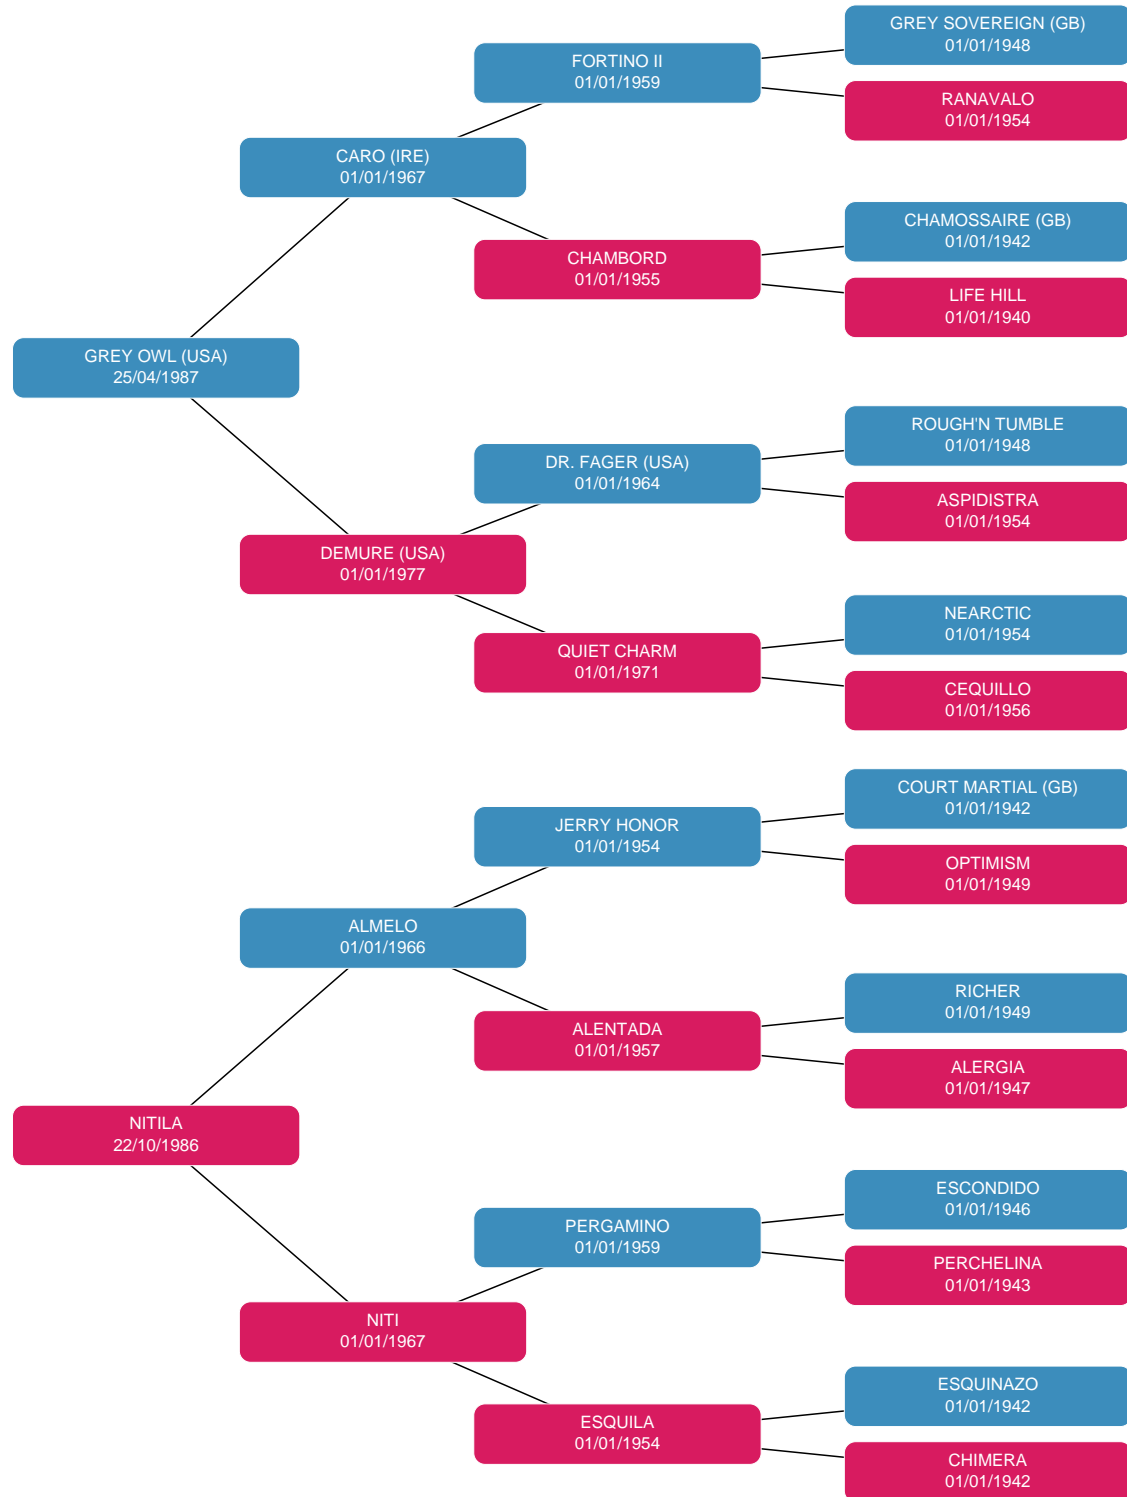 GREY SOVEREIGN (GB)
01/01/1948
FORTINO II
01/01/1959
RANAVALO
01/01/1954
CARO (IRE)
01/01/1967
CHAMOSSAIRE (GB)
01/01/1942
CHAMBORD
01/01/1955
LIFE HILL
01/01/1940
GREY OWL (USA)
25/04/1987
ROUGH'N TUMBLE
01/01/1948
DR. FAGER (USA)
01/01/1964
ASPIDISTRA
01/01/1954
DEMURE (USA)
01/01/1977
NEARCTIC
01/01/1954
QUIET CHARM
01/01/1971
CEQUILLO
01/01/1956
COURT MARTIAL (GB)
01/01/1942
JERRY HONOR
01/01/1954
OPTIMISM
01/01/1949
ALMELO
01/01/1966
RICHER
01/01/1949
ALENTADA
01/01/1957
ALERGIA
01/01/1947
NITILA
22/10/1986
ESCONDIDO
01/01/1946
PERGAMINO
01/01/1959
PERCHELINA
01/01/1943
NITI
01/01/1967
ESQUINAZO
01/01/1942
ESQUILA
01/01/1954
CHIMERA
01/01/1942